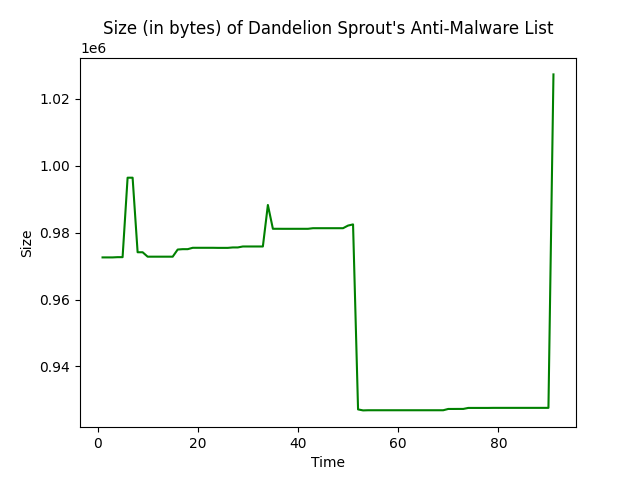 Size (in bytes) of Dandelion Sprout's Anti-Malware List
1e6
1.02
1.00
0.98
0.96
0.94
Size
0 20 40 60 80
Time